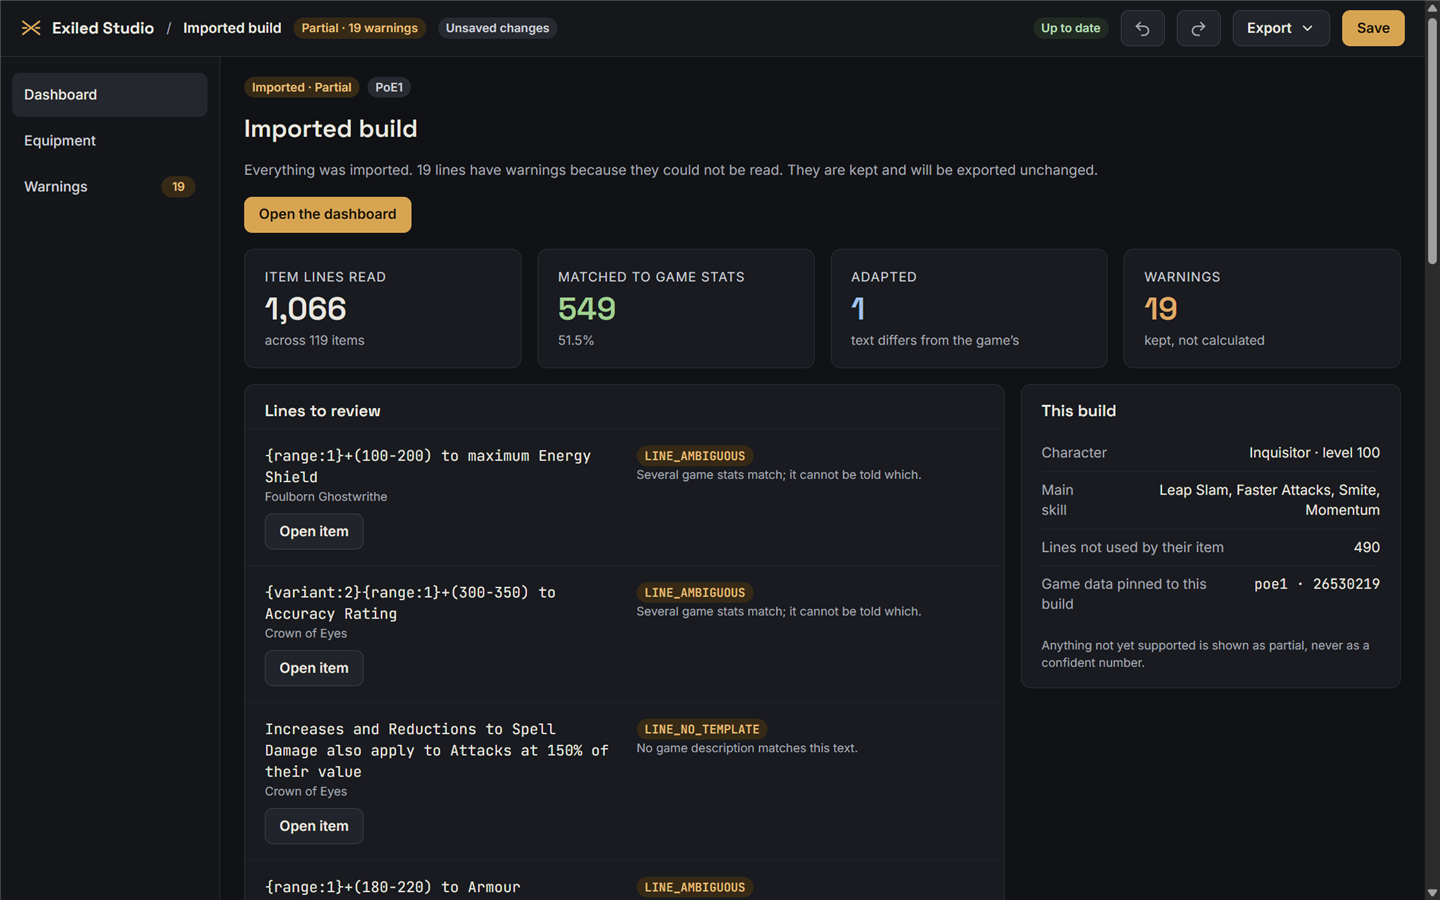 Exiled Studio / Imported build Partial · 19 warnings Unsaved changes Up to date Export Save
Dashboard
Equipment
Warnings 19
Imported · Partial PoE1
Imported build
Everything was imported. 19 lines have warnings because they could not be read. They are kept and will be exported unchanged.
Open the dashboard
ITEM LINES READ
1,066
across 119 items
MATCHED TO GAME STATS
549
51.5%
ADAPTED
1
text differs from the game’s
WARNINGS
19
kept, not calculated
Lines to review
{range:1}+(100-200) to maximum Energy
Shield
Foulborn Ghostwrithe
Open item
LINE_AMBIGUOUS
Several game stats match; it cannot be told which.
{variant:2}{range:1}+(300-350) to
Accuracy Rating
Crown of Eyes
Open item
LINE_AMBIGUOUS
Several game stats match; it cannot be told which.
Increases and Reductions to Spell
Damage also apply to Attacks at 150% of
their value
Crown of Eyes
Open item
LINE_NO_TEMPLATE
No game description matches this text.
{range:1}+(180-220) to Armour
LINE_AMBIGUOUS
This build
Character Inquisitor · level 100
Main Leap Slam, Faster Attacks, Smite,
skill Momentum
Lines not used by their item 490
Game data pinned to this poe1 · 26530219
build
Anything not yet supported is shown as partial, never as a
confident number.